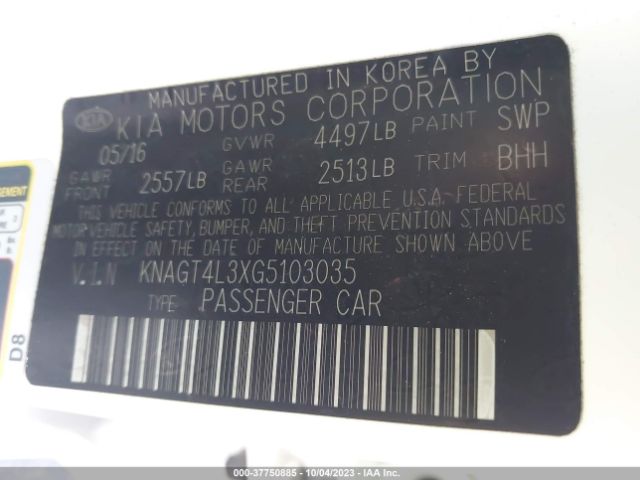 MANUFACTURED IN KOREA BY
KIA KIA MOTORS CORPORATION
05/16 GVWR 4497LB PAINT SWP
GAWR FRONT 2557LB GAWR REAR 2513LB TRIM BHH
THIS VEHICLE CONFORMS TO ALL APPLICABLE U.S.A. FEDERAL
MOTOR VEHICLE SAFETY, BUMPER, AND THEFT PREVENTION STANDARDS
IN EFFECT ON THE DATE OF MANUFACTURE SHOWN ABOVE.
V.I.N KNAGT4L3XG5103035
TYPE PASSENGER CAR
D8
000-37750885 - 10/04/2023 - IAAI.com